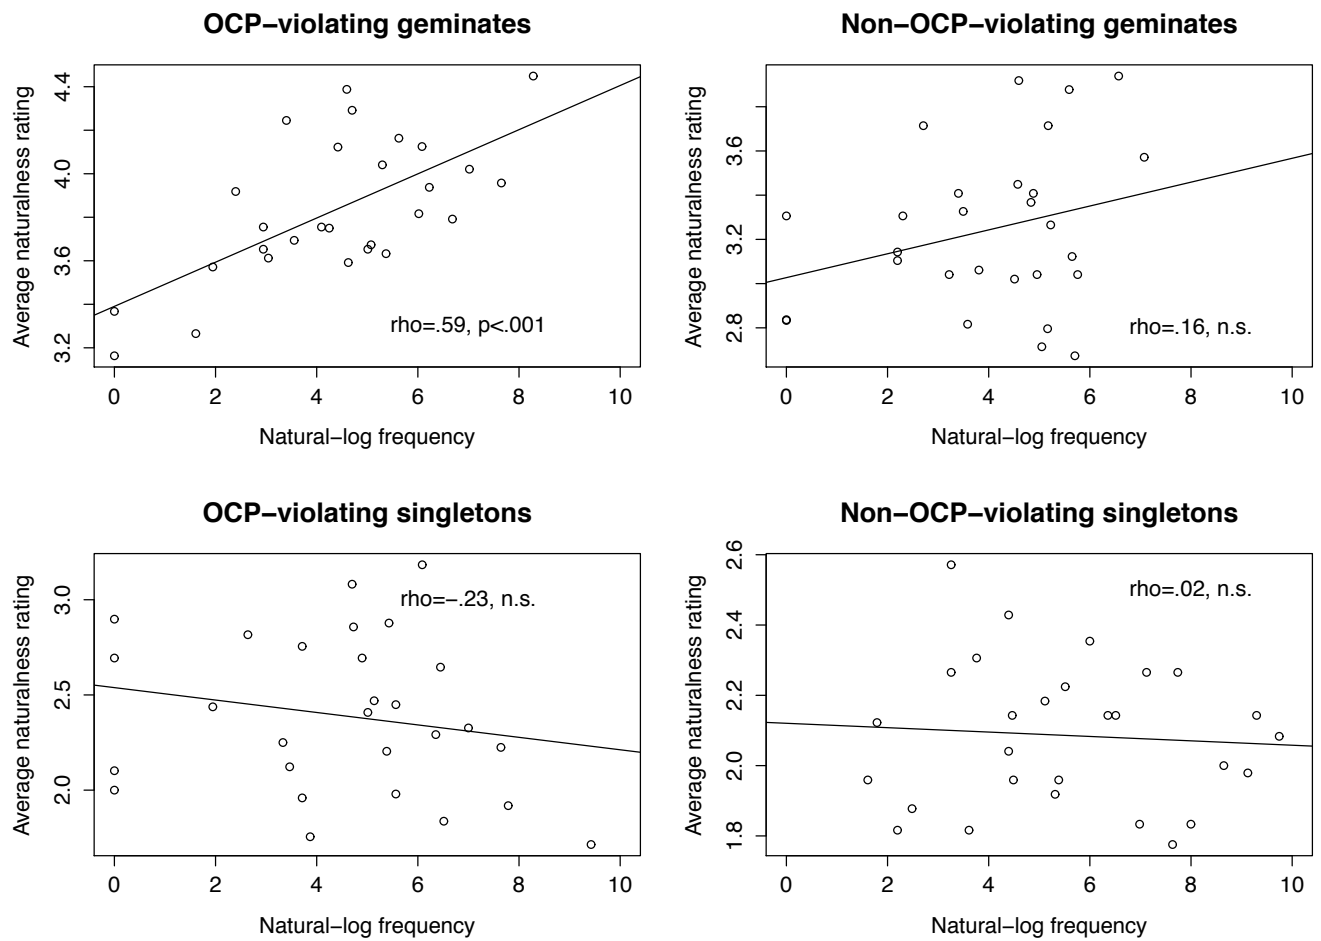 OCP−violating geminates
Average naturalness rating
4.4
4.0
3.6
3.2
rho=.59, p<.001
0 2 4 6 8 10
Natural−log frequency
Non−OCP−violating geminates
Average naturalness rating
3.6
3.2
2.8
rho=.16, n.s.
0 2 4 6 8 10
Natural−log frequency
OCP−violating singletons
Average naturalness rating
3.0
2.5
2.0
rho=−.23, n.s.
0 2 4 6 8 10
Natural−log frequency
Non−OCP−violating singletons
Average naturalness rating
2.6
2.4
2.2
2.0
1.8
rho=.02, n.s.
0 2 4 6 8 10
Natural−log frequency